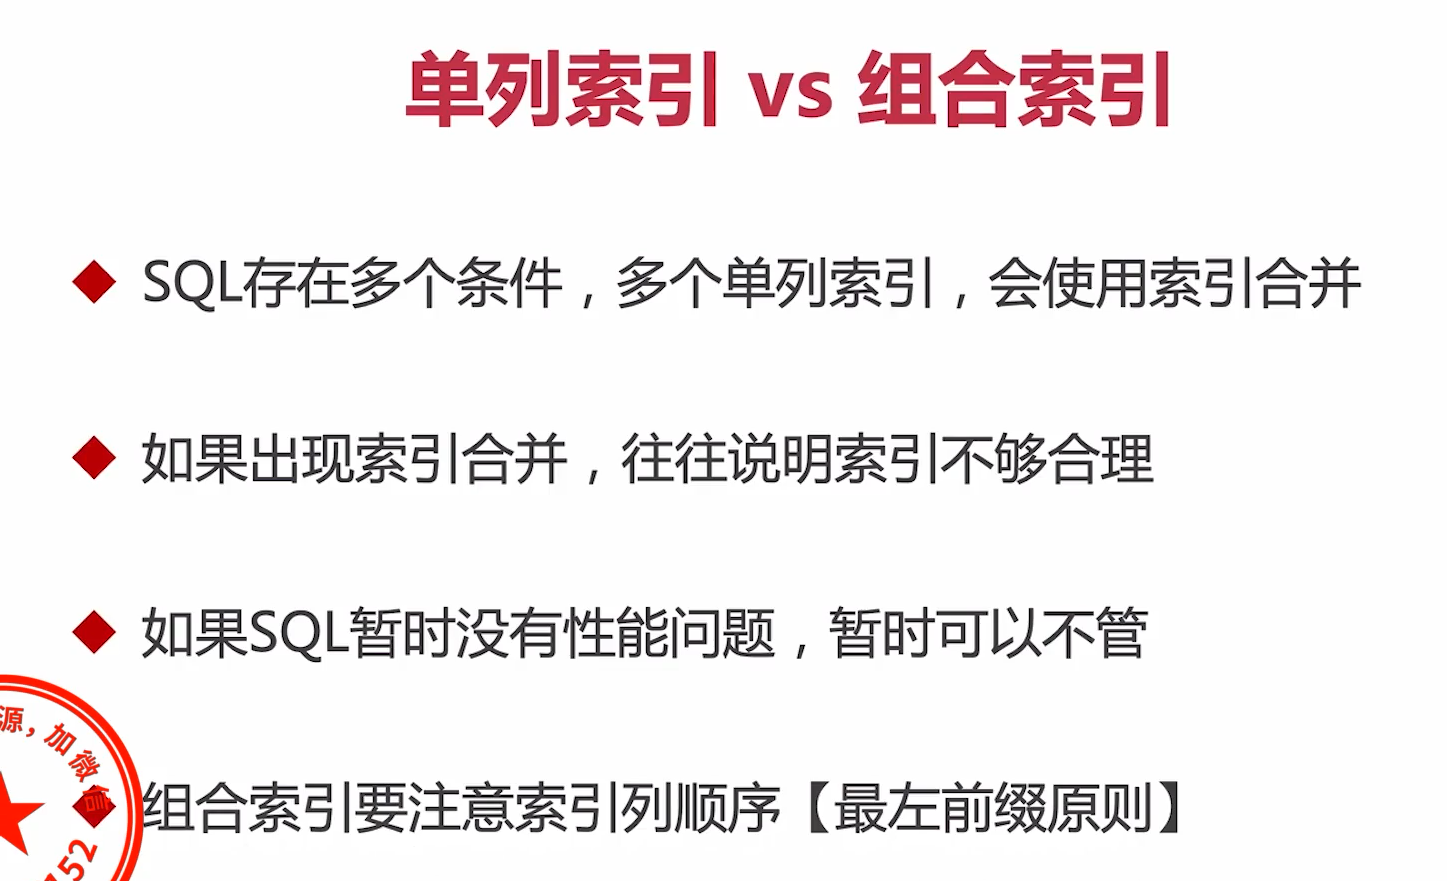 单列索引 vs 组合索引
SQL存在多个条件，多个单列索引，会使用索引合并
如果出现索引合并，往往说明索引不够合理
如果SQL暂时没有性能问题，暂时可以不管
组合索引要注意索引列顺序【最左前缀原则】
源，加微信
152